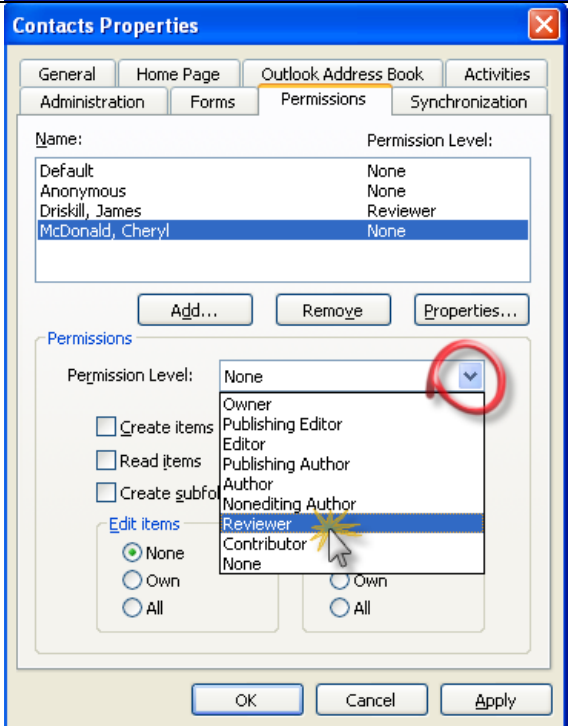 Contacts Properties
General Home Page Outlook Address Book Activities
Administration Forms Permissions Synchronization
Name: Permission Level:
Default None
Anonymous None
Driskill, James Reviewer
McDonald, Cheryl None
Add... Remove Properties...
Permissions
Permission Level: None
Owner
Create items Publishing Editor
Editor
Read items Publishing Author
Author
Create subfol Nonediting Author
Edit items Reviewer
None Contributor
None
Own Own
All All
OK Cancel Apply